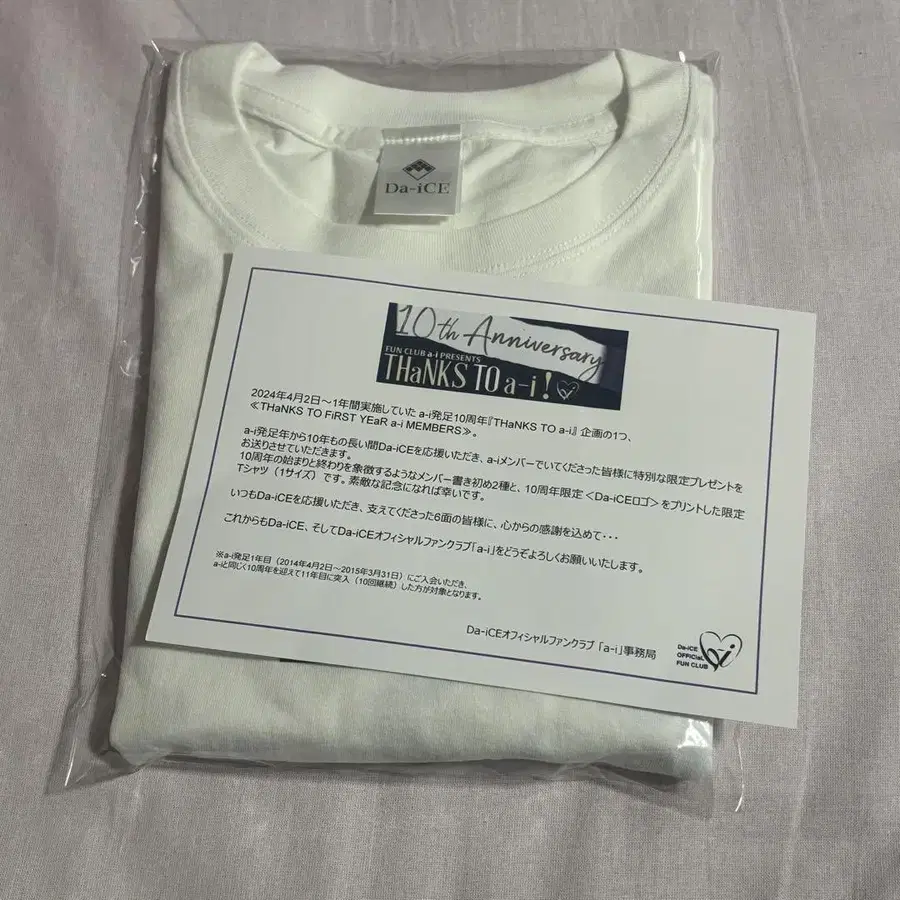 Da-iCE
10th Anniversary
FUN CLUB a-i PRESENTS
THaNKS TO a-i!
2024年4月2日～1年間実施していた a-i発足10周年『THaNKS TO a-i』 企画の1つ、
≪THaNKS TO FiRST YEaR a-i MEMBERS≫。
a-i発足年から10年もの長い間Da-iCEを応援いただき、a-iメンバーでいてくださった皆様に特別な限定プレゼントを
お送りさせていただきます。
10周年の始まりと終わりを象徴するようなメンバー書き初め2種と、10周年限定 <Da-iCEロゴ> をプリントした限定
Tシャツ（1サイズ）です。素敵な記念になれば幸いです。
いつもDa-iCEを応援いただき、支えてくださった6面の皆様に、心からの感謝を込めて・・・
これからもDa-iCE、そしてDa-iCEオフィシャルファンクラブ「a-i」をどうぞよろしくお願いいたします。
※a-i発足1年目（2014年4月2日～2015年3月31日）にご入会いただき、
a-iと同じく10周年を迎えて11年目に突入（10回継続）した方が対象となります。
Da-iCEオフィシャルファンクラブ 「a-i」事務局
Da-iCE
OFFICIAL
FUN CLUB
a-i